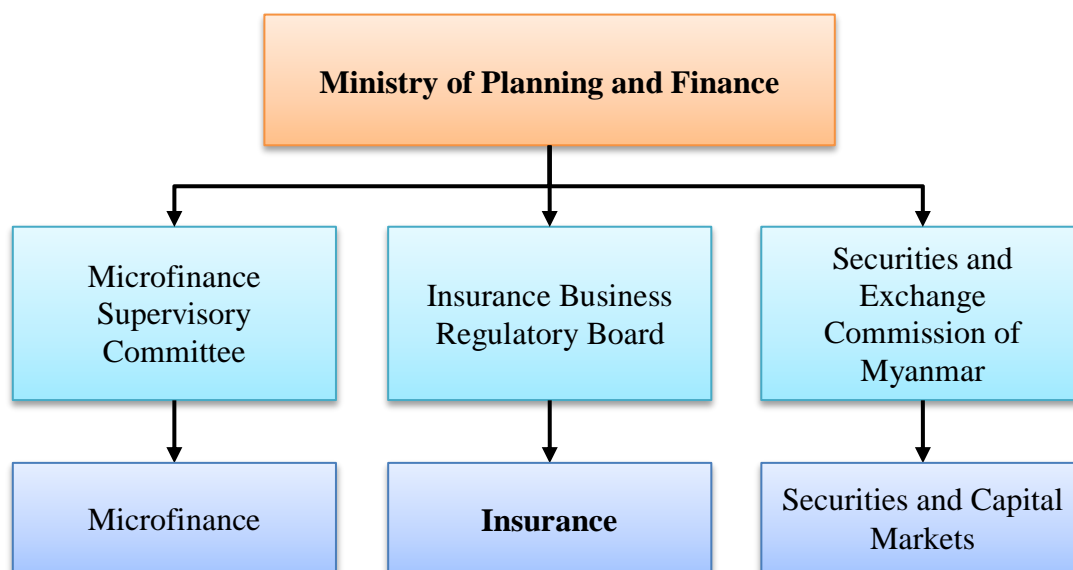 Ministry of Planning and Finance
Microfinance
Supervisory
Committee
Insurance Business
Regulatory Board
Securities and
Exchange
Commission of
Myanmar
Microfinance
Insurance
Securities and Capital
Markets